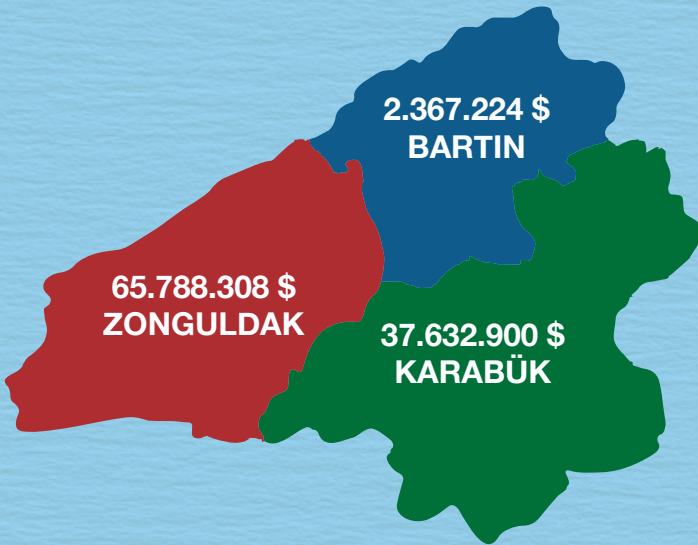 2.367.224 $
BARTIN
65.788.308 $
ZONGULDAK
37.632.900 $
KARABÜK